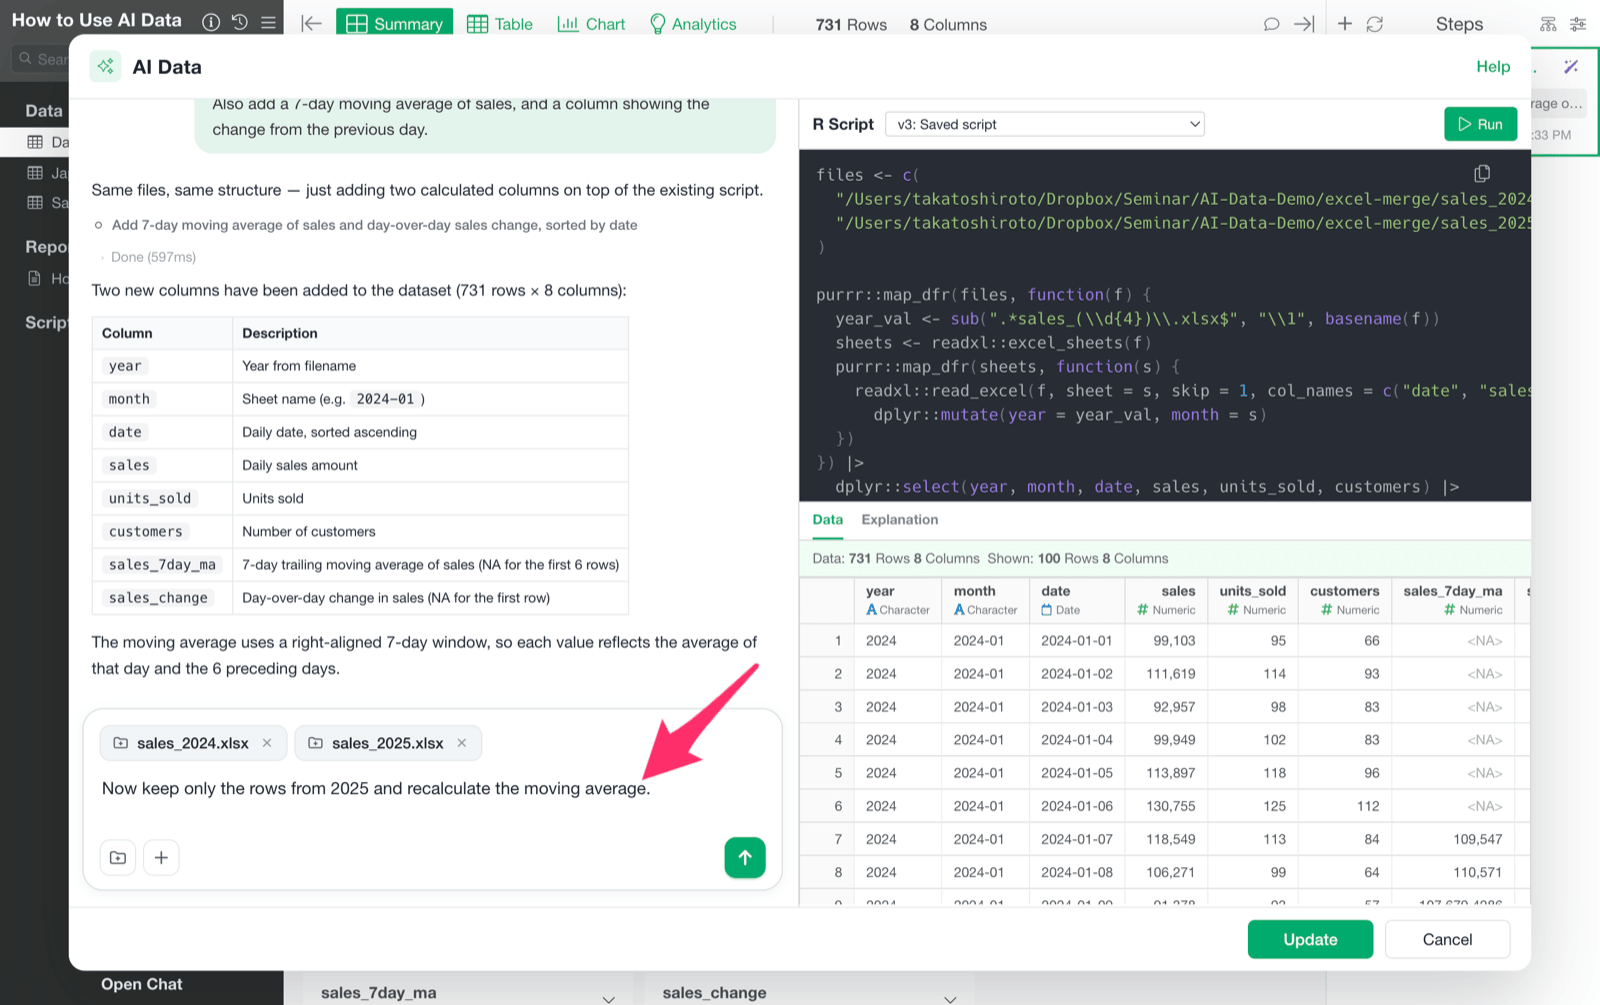 How to Use AI Data
Summary
Table
Chart
Analytics
731 Rows 8 Columns
Steps
Sear
AI Data
Help
Data
Da
Ja
Sa
Repo
Ho
Script
Open Chat
rage o...
:33 PM
Also add a 7-day moving average of sales, and a column showing the
change from the previous day.
Same files, same structure — just adding two calculated columns on top of the existing script.
Add 7-day moving average of sales and day-over-day sales change, sorted by date
Done (597ms)
Two new columns have been added to the dataset (731 rows × 8 columns):
Column Description
year Year from filename
month Sheet name (e.g. 2024-01 )
date Daily date, sorted ascending
sales Daily sales amount
units_sold Units sold
customers Number of customers
sales_7day_ma 7-day trailing moving average of sales (NA for the first 6 rows)
sales_change Day-over-day change in sales (NA for the first row)
The moving average uses a right-aligned 7-day window, so each value reflects the average of
that day and the 6 preceding days.
sales_2024.xlsx × sales_2025.xlsx ×
Now keep only the rows from 2025 and recalculate the moving average.
R Script v3: Saved script
Run
files <- c(
"/Users/takatoshiroto/Dropbox/Seminar/AI-Data-Demo/excel-merge/sales_2024
"/Users/takatoshiroto/Dropbox/Seminar/AI-Data-Demo/excel-merge/sales_2025
)
purrr::map_dfr(files, function(f) {
year_val <- sub(".*sales_(\\d{4})\\.xlsx$", "\\1", basename(f))
sheets <- readxl::excel_sheets(f)
purrr::map_dfr(sheets, function(s) {
readxl::read_excel(f, sheet = s, skip = 1, col_names = c("date", "sales
dplyr::mutate(year = year_val, month = s)
})
}) |>
dplyr::select(year, month, date, sales, units_sold, customers) |>
Data Explanation
Data: 731 Rows 8 Columns Shown: 100 Rows 8 Columns
year month date sales units_sold customers sales_7day_ma s
A Character A Character Date # Numeric # Numeric # Numeric # Numeric
1 2024 2024-01 2024-01-01 99,103 95 66 <NA>
2 2024 2024-01 2024-01-02 111,619 114 93 <NA>
3 2024 2024-01 2024-01-03 92,957 98 83 <NA>
4 2024 2024-01 2024-01-04 99,949 102 83 <NA>
5 2024 2024-01 2024-01-05 113,897 118 96 <NA>
6 2024 2024-01 2024-01-06 130,755 125 112 <NA>
7 2024 2024-01 2024-01-07 118,549 113 84 109,547
8 2024 2024-01 2024-01-08 106,271 99 64 110,571
9 2024 2024-01 2024-01-09
Update
Cancel
sales_7day_ma
sales_change